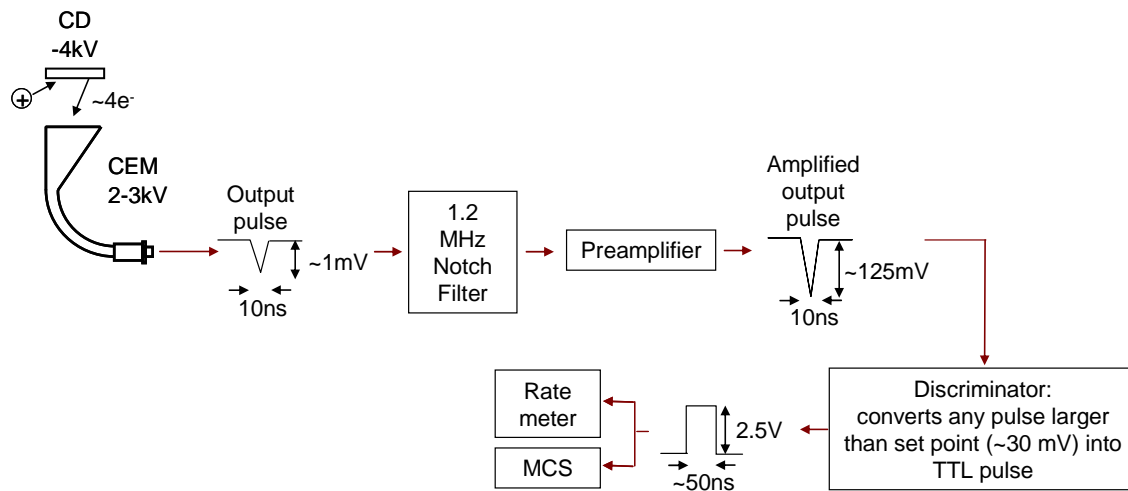 CD
-4kV
+
~4e-
CEM
2-3kV
Output
pulse
~1mV
10ns
1.2
MHz
Notch
Filter
Preamplifier
Amplified
output
pulse
~125mV
10ns
Discriminator:
converts any pulse larger
than set point (~30 mV) into
TTL pulse
2.5V
~50ns
Rate
meter
MCS